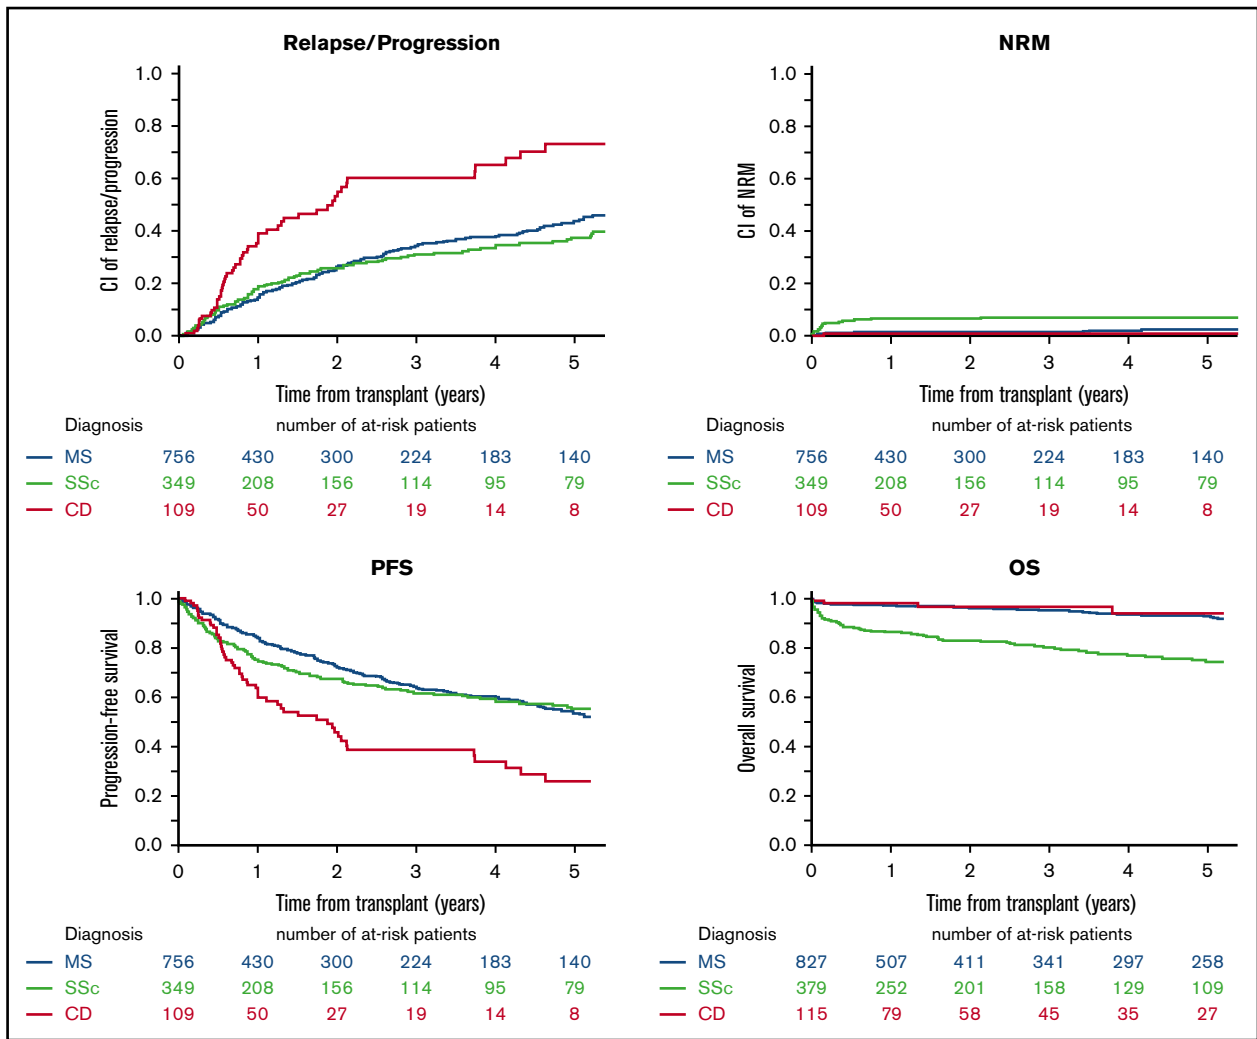 Relapse/Progression
CI of relapse/progression
1.0
0.8
0.6
0.4
0.2
0.0
0 1 2 3 4 5
Time from transplant (years)
Diagnosis number of at-risk patients
MS 756 430 300 224 183 140
SSc 349 208 156 114 95 79
CD 109 50 27 19 14 8
NRM
CI of NRM
1.0
0.8
0.6
0.4
0.2
0.0
0 1 2 3 4 5
Time from transplant (years)
Diagnosis number of at-risk patients
MS 756 430 300 224 183 140
SSc 349 208 156 114 95 79
CD 109 50 27 19 14 8
PFS
Progression-free survival
1.0
0.8
0.6
0.4
0.2
0.0
0 1 2 3 4 5
Time from transplant (years)
Diagnosis number of at-risk patients
MS 756 430 300 224 183 140
SSc 349 208 156 114 95 79
CD 109 50 27 19 14 8
OS
Overall survival
1.0
0.8
0.6
0.4
0.2
0.0
0 1 2 3 4 5
Time from transplant (years)
Diagnosis number of at-risk patients
MS 827 507 411 341 297 258
SSc 379 252 201 158 129 109
CD 115 79 58 45 35 27